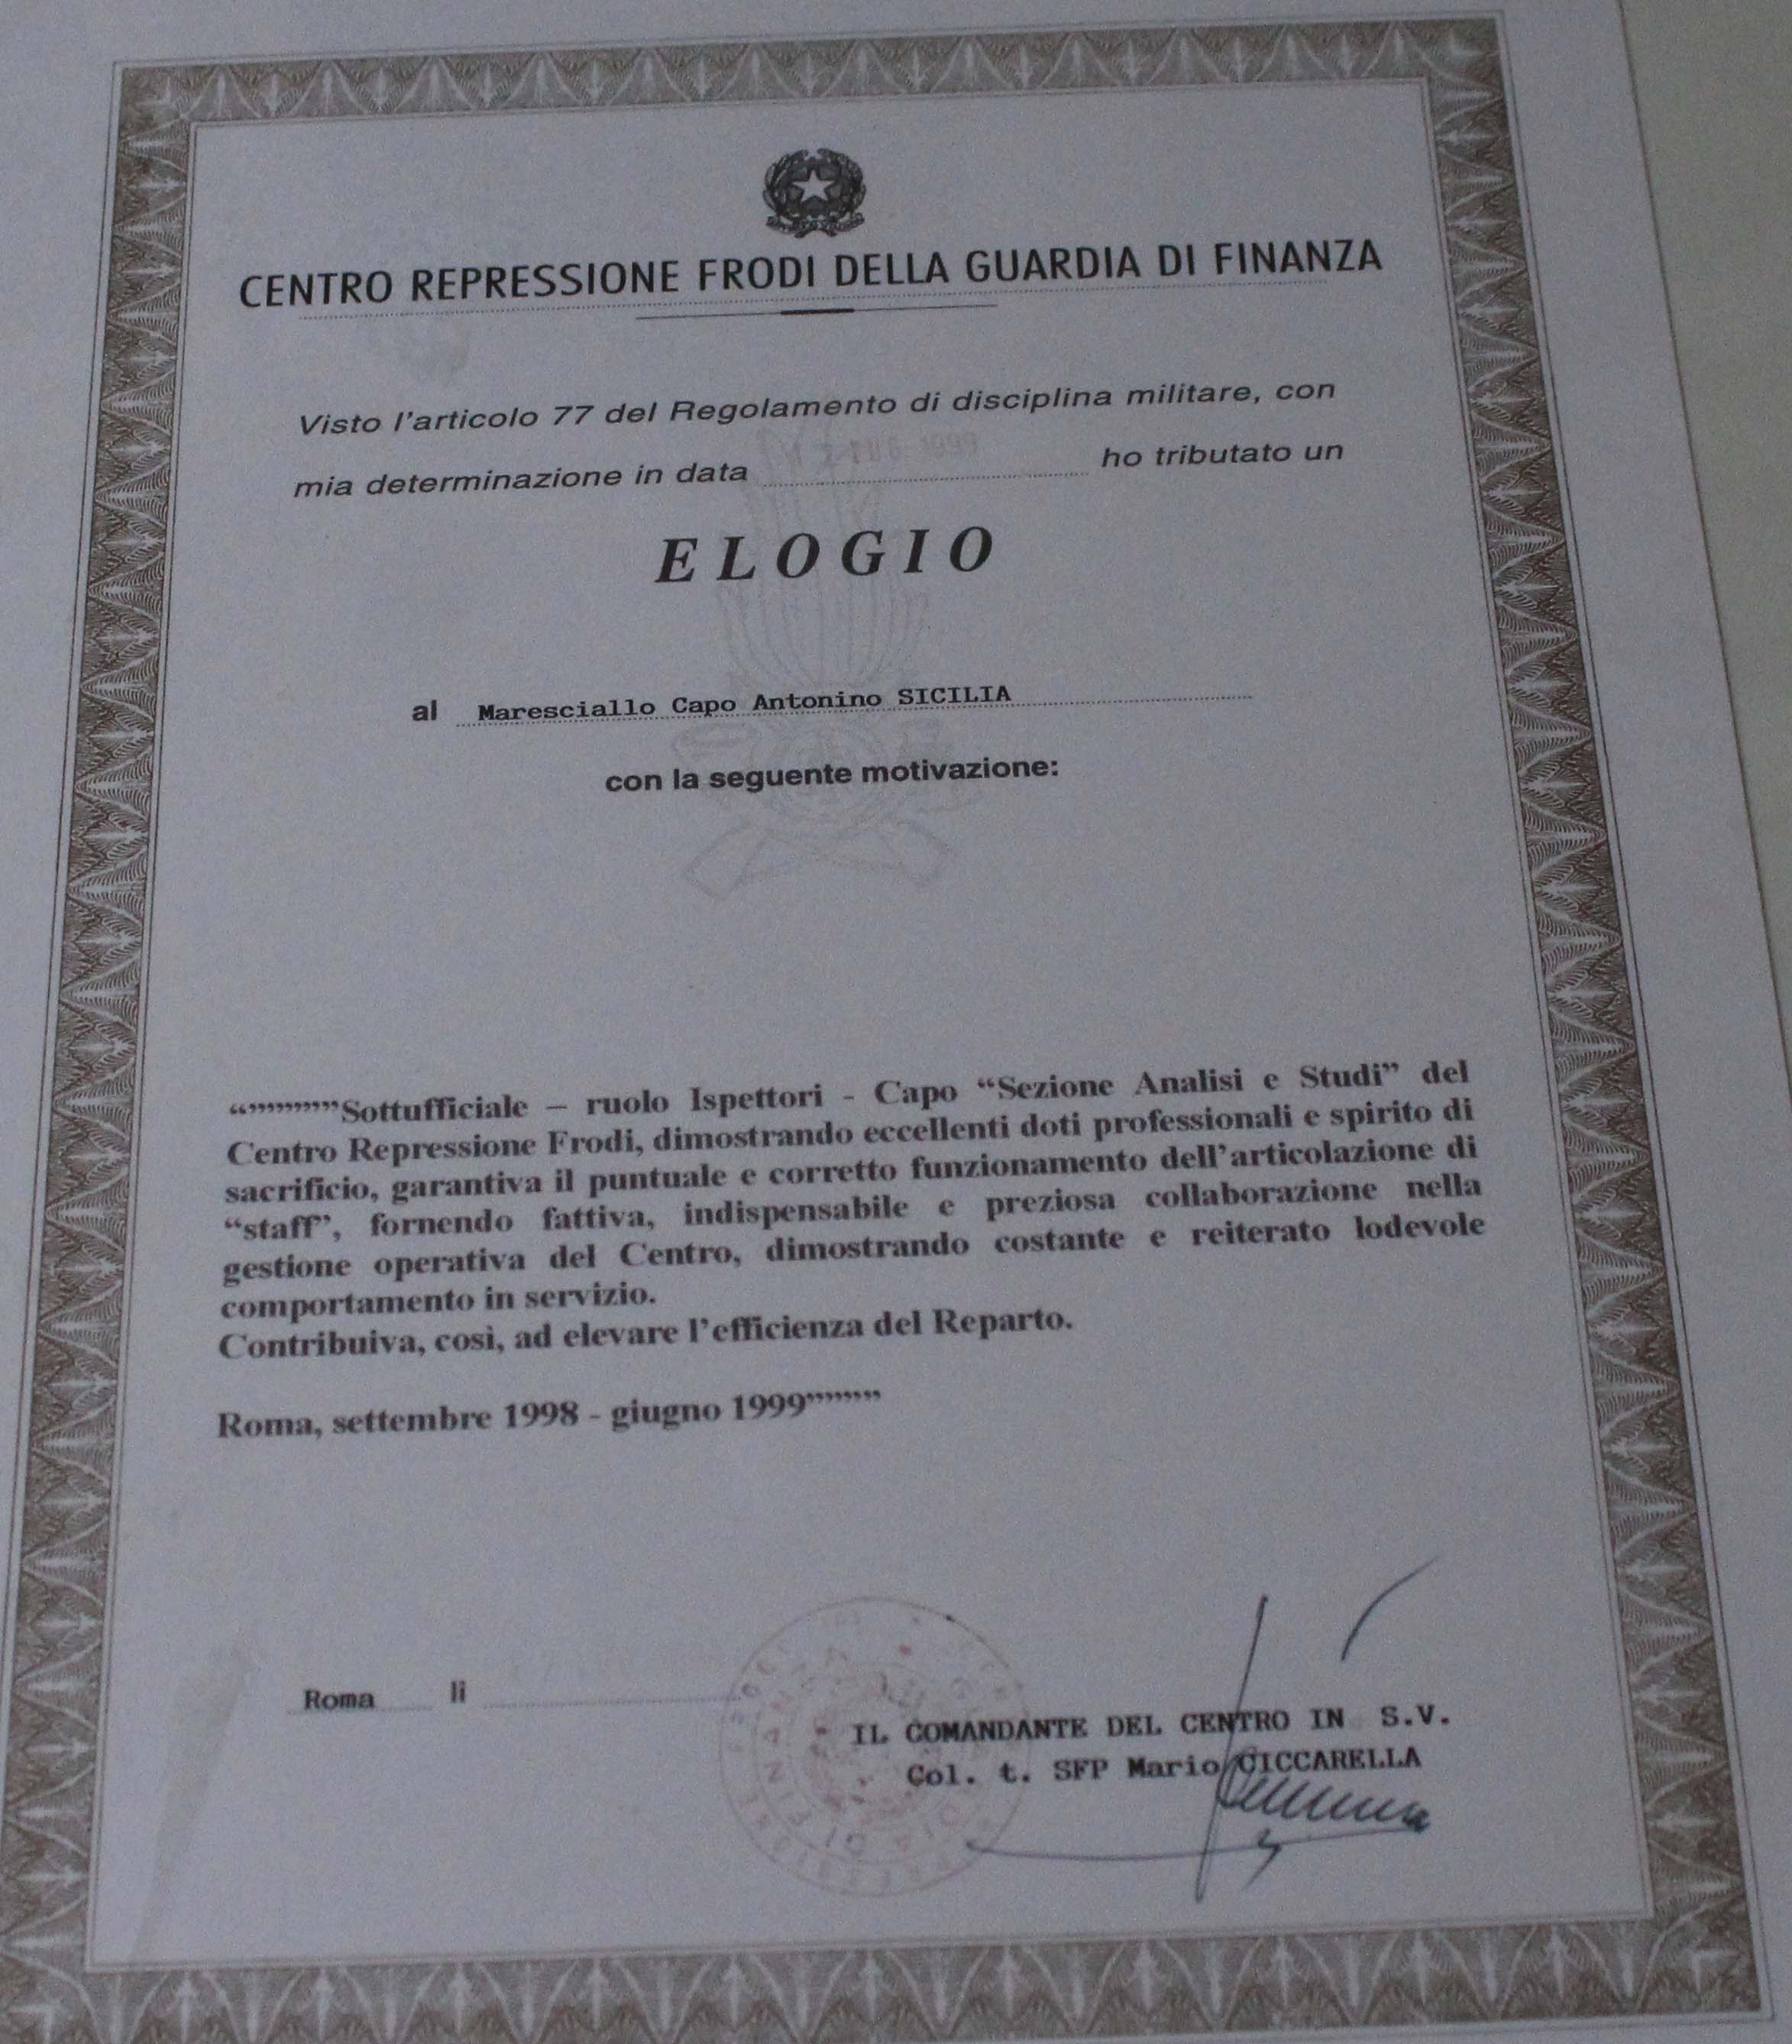 CENTRO REPRESSIONE FRODI DELLA GUARDIA DI FINANZA
Visto l'articolo 77 del Regolamento di disciplina militare, con
mia determinazione in data 1999 ho tributato un
ELOGIO
al Maresciallo Capo Antonino SICILIA
con la seguente motivazione:
“””””””””Sottufficiale – ruolo Ispettori - Capo “Sezione Analisi e Studi” del
Centro Repressione Frodi, dimostrando eccellenti doti professionali e spirito di
sacrificio, garantiva il puntuale e corretto funzionamento dell’articolazione di
“staff”, fornendo fattiva, indispensabile e preziosa collaborazione nella
gestione operativa del Centro, dimostrando costante e reiterato lodevole
comportamento in servizio.
Contribuiva, così, ad elevare l’efficienza del Reparto.
Roma, settembre 1998 - giugno 1999””””””””
Roma lì
IL COMANDANTE DEL CENTRO IN S.V.
Col. t. SFP Mario CICCARELLA